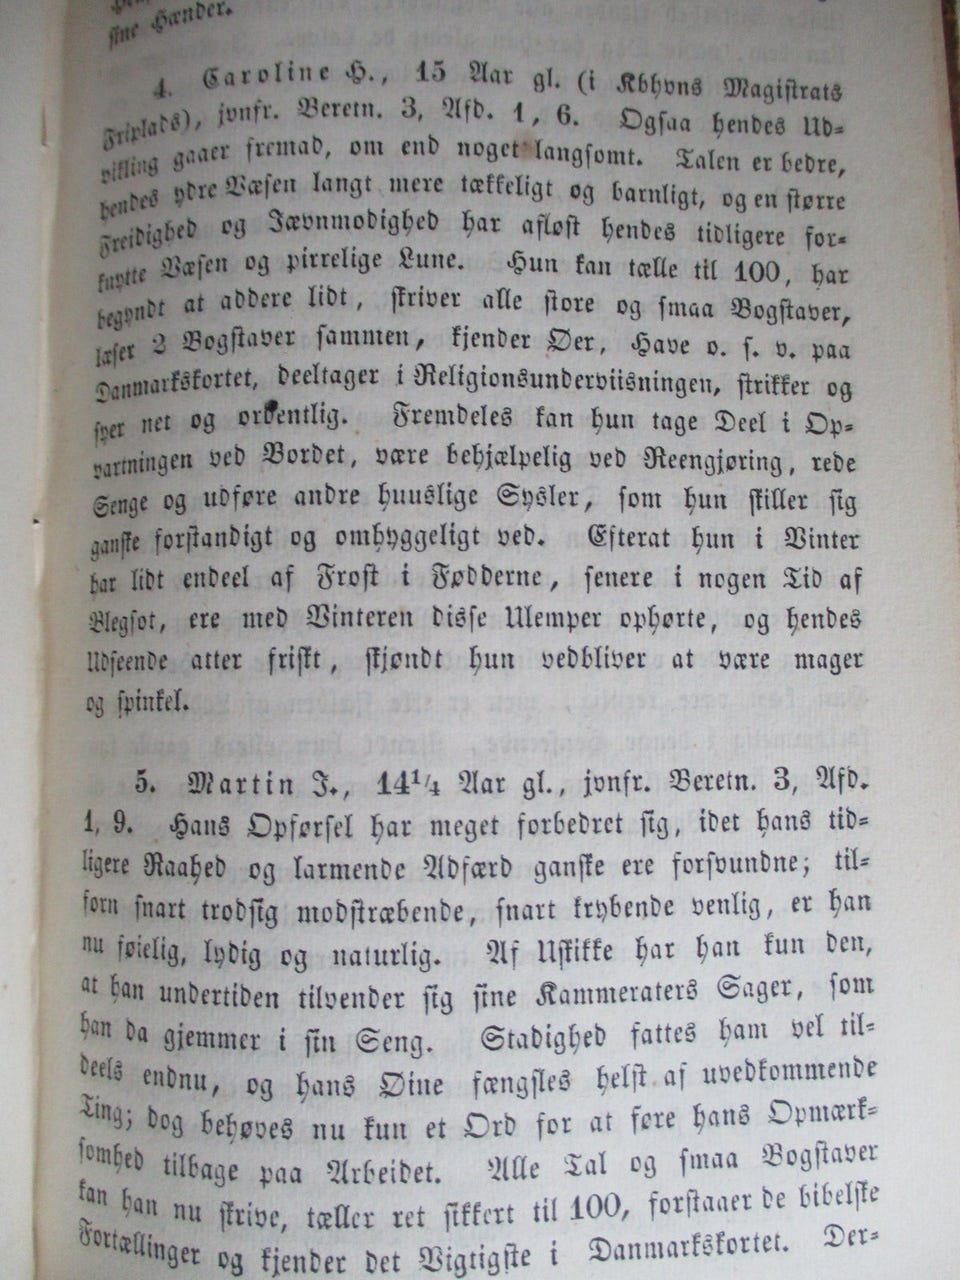 sine Hænder.
4. Caroline H., 15 Aar gl. (i Kbhvns Magistrats
Friplads), jvnfr. Beretn. 3, Afd. 1, 6. Ogsaa hendes Ud-
vikling gaaer fremad, om end noget langsomt. Talen er bedre,
hendes ydre Væsen langt mere tækkeligt og barnligt, og en større
Freidighed og Jævnmodighed har afløst hendes tidligere for-
knytte Væsen og pirrelige Lune. Hun kan tælle til 100, har
begyndt at addere lidt, skriver alle store og smaa Bogstaver,
læser 2 Bogstaver sammen, kjender Øer, Have o. s. v. paa
Danmarkskortet, deeltager i Religionsunderviisningen, strikker og
syer net og ordentlig. Fremdeles kan hun tage Deel i Op-
vartningen ved Bordet, være behjælpelig ved Reengjøring, rede
Senge og udføre andre huuslige Sysler, som hun skiller sig
ganske forstandigt og omhyggeligt ved. Efterat hun i Vinter
har lidt endeel af Frost i Fødderne, senere i nogen Tid af
Blegsot, ere med Vinteren disse Ulemper ophørte, og hendes
Udseende atter friskt, skjøndt hun vedbliver at være mager
og spinkel.
5. Martin J., 14¼ Aar gl., jvnfr. Beretn. 3, Afd.
1, 9. Hans Opførsel har meget forbedret sig, idet hans tid-
ligere Raahed og larmende Adfærd ganske ere forsvundne; til-
forn snart trodsig modstræbende, snart krybende venlig, er han
nu føielig, lydig og naturlig. Af Uskikke har han kun den,
at han undertiden tilvender sig sine Kammeraters Sager, som
han da gjemmer i sin Seng. Stadighed fattes ham vel til-
deels endnu, og hans Øine fængsles helst af uvedkommende
Ting; dog behøves nu kun et Ord for at føre hans Opmærk-
somhed tilbage paa Arbeidet. Alle Tal og smaa Bogstaver
kan han nu skrive, tæller ret sikkert til 100, forstaaer de bibelske
Fortællinger og kjender det Vigtigste i Danmarkskortet. Der-